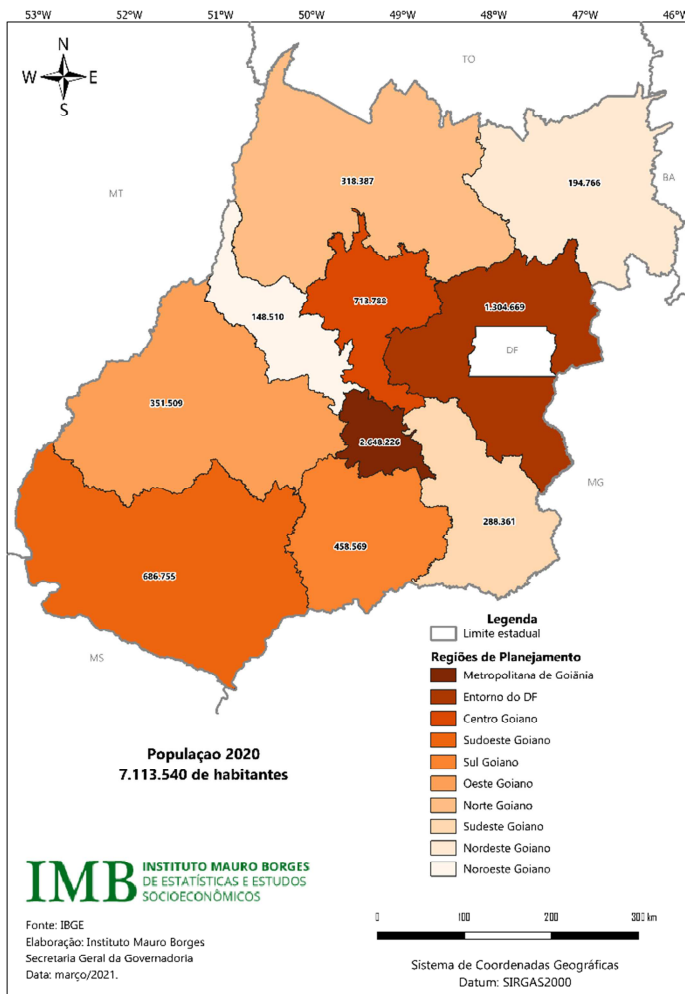 53°W 52°W 51°W 50°W 49°W 48°W 47°W 46°W
N
W E
S
TO
MT
BA
318.387
194.766
148.510
713.788
1.304.669
DF
351.509
2.648.226
MG
288.361
458.569
686.755
MS
Legenda
Limite estadual
Regiões de Planejamento
Metropolitana de Goiânia
Entorno do DF
Centro Goiano
Sudoeste Goiano
Sul Goiano
Oeste Goiano
Norte Goiano
Sudeste Goiano
Nordeste Goiano
Noroeste Goiano
Populaçao 2020
7.113.540 de habitantes
IMB INSTITUTO MAURO BORGES
DE ESTATÍSTICAS E ESTUDOS
SOCIOECONÔMICOS
Fonte: IBGE
Elaboração: Instituto Mauro Borges
Secretaria Geral da Governadoria
Data: março/2021.
0 100 200 300 km
Sistema de Coordenadas Geográficas
Datum: SIRGAS2000